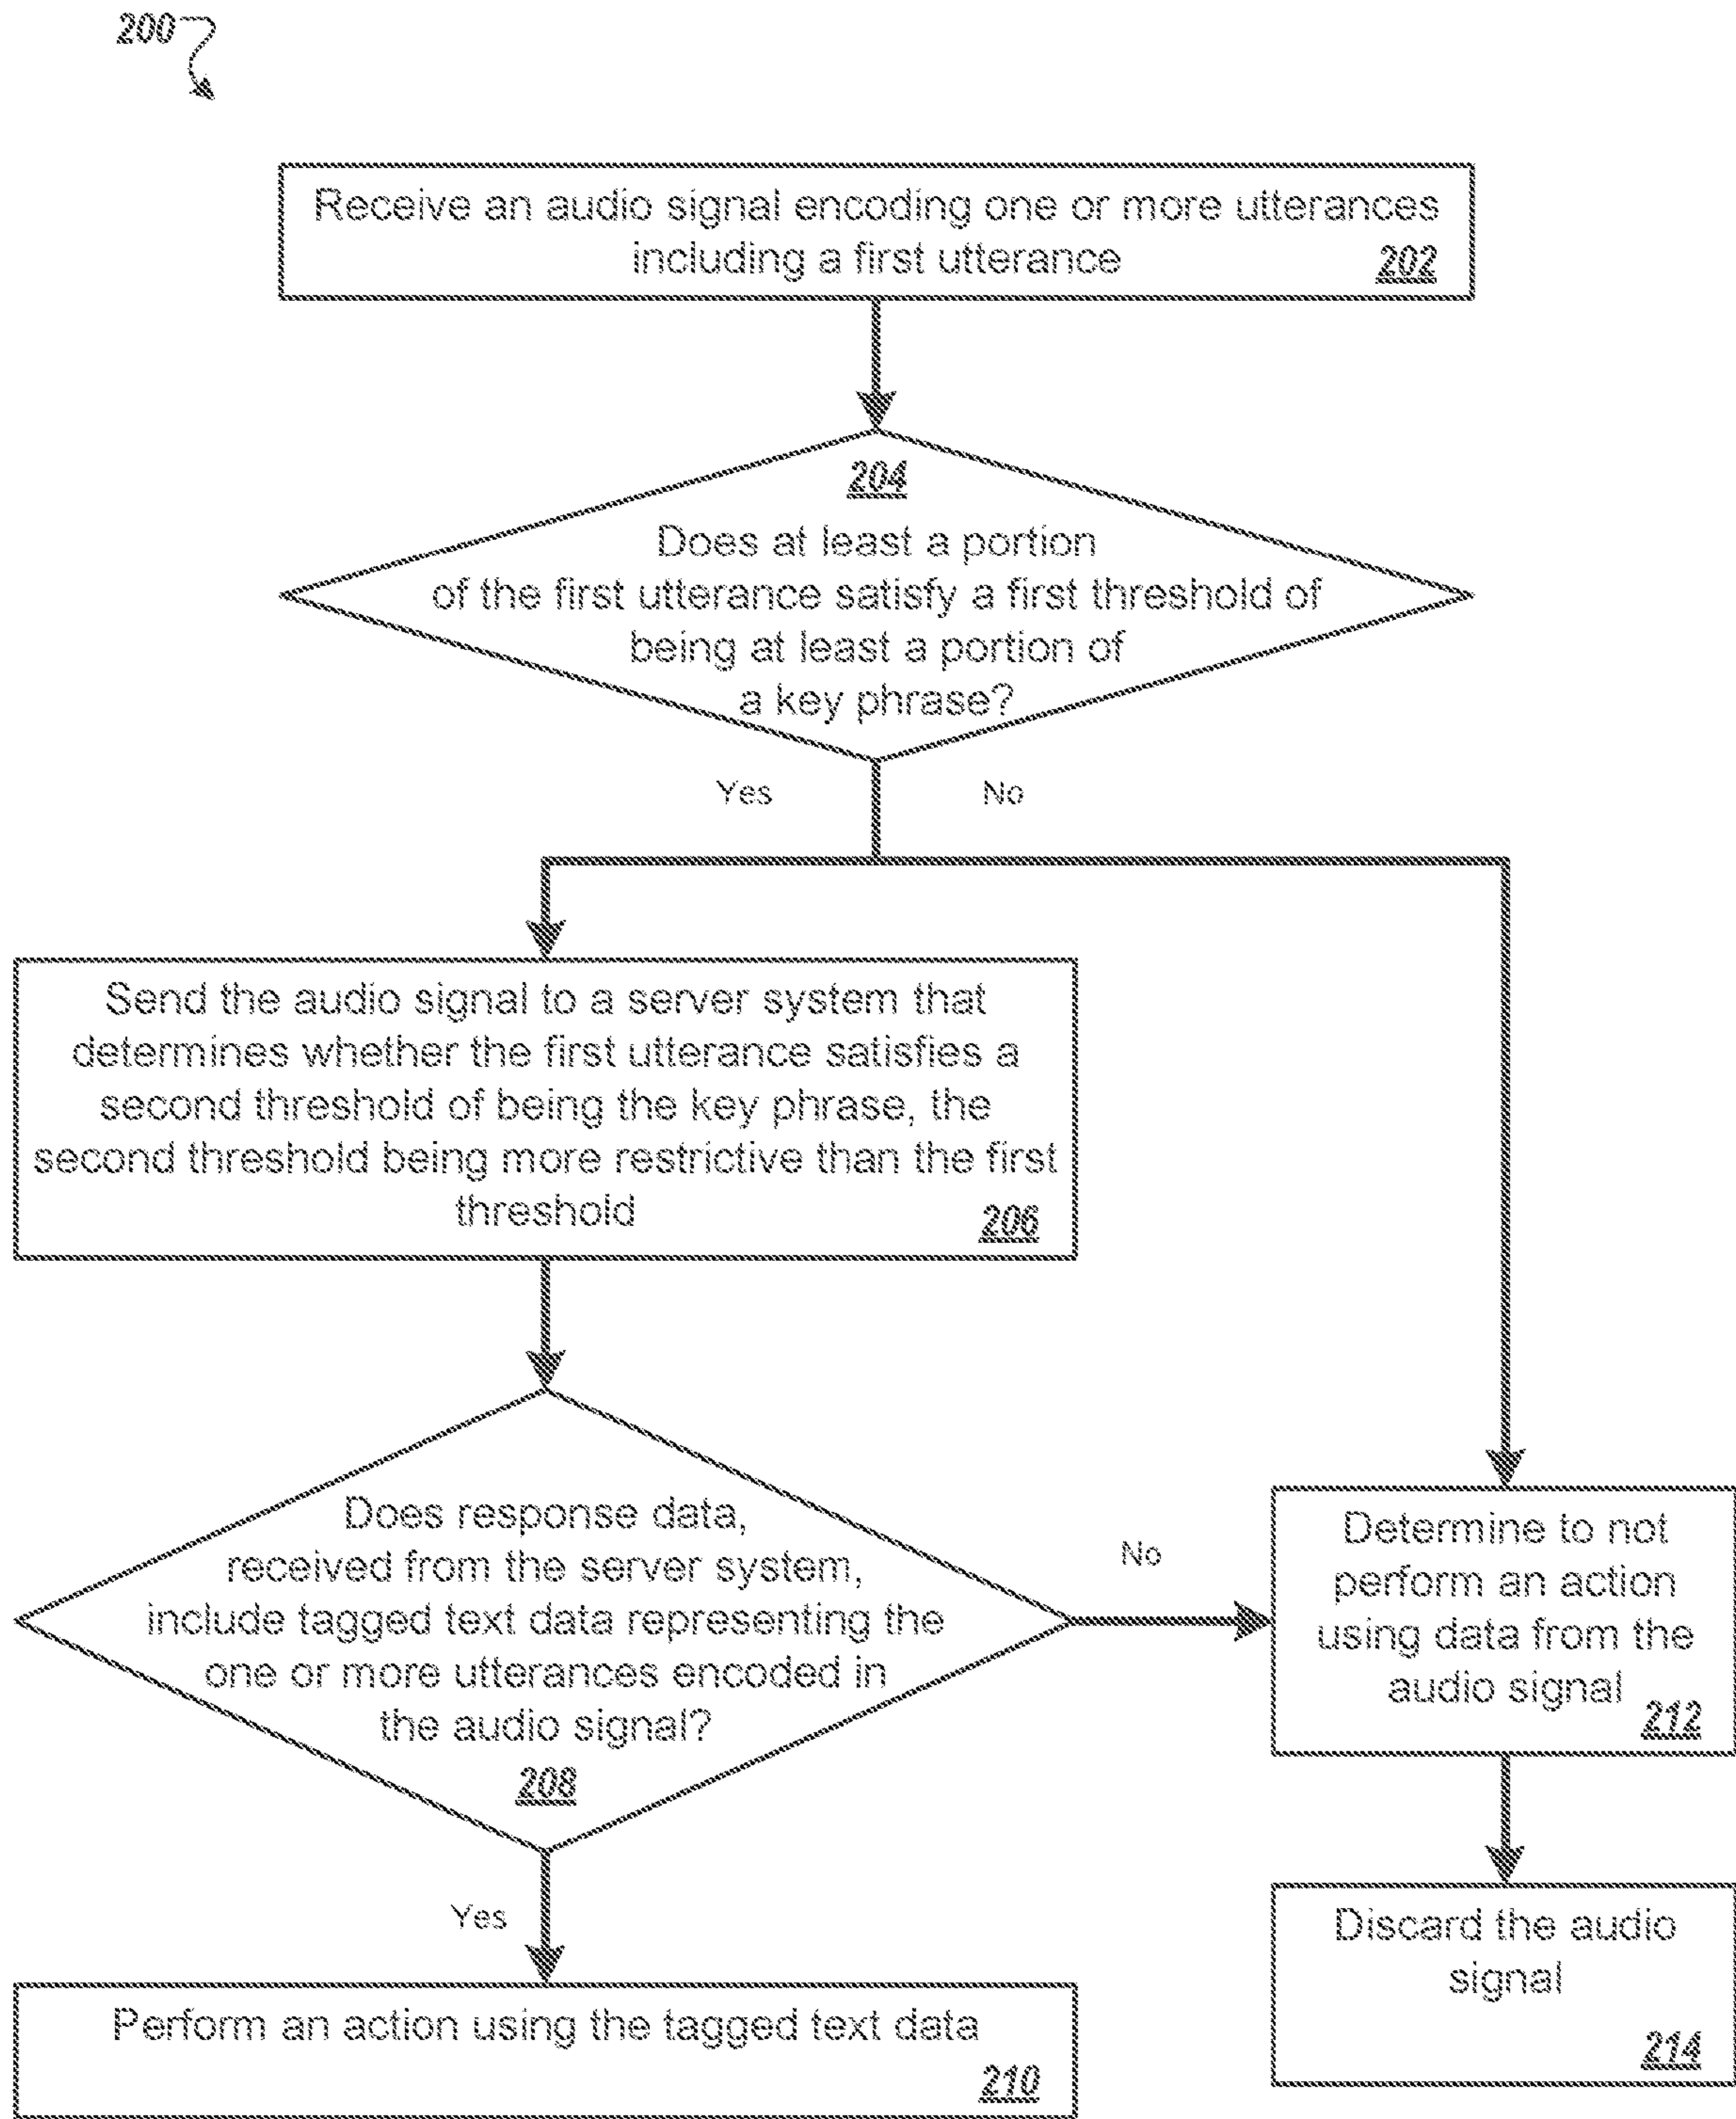 200
Receive an audio signal encoding one or more utterances
including a first utterance
202
204
Does at least a portion
of the first utterance satisfy a first threshold of
being at least a portion of
a key phrase?
Yes
No
Send the audio signal to a server system that
determines whether the first utterance satisfies a
second threshold of being the key phrase, the
second threshold being more restrictive than the first
threshold
206
Does response data,
received from the server system,
include tagged text data representing the
one or more utterances encoded in
the audio signal?
208
No
Determine to not
perform an action
using data from the
audio signal
212
Yes
Perform an action using the tagged text data
210
Discard the audio
signal
214